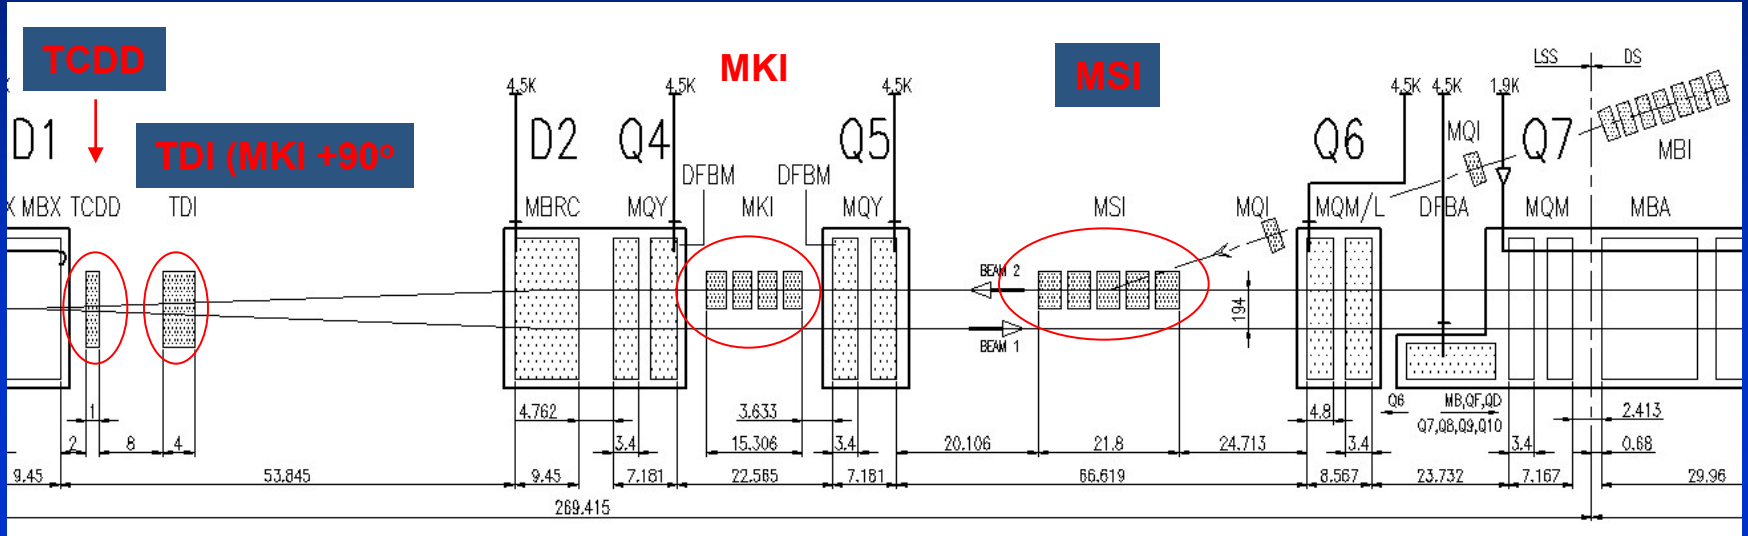 TCDD
MKI
MSI
LSS
DS
4.5K
4.5K
4.5K
4.5K
4.5K
1.9K
D1
TDI (MKI +90°
D2
Q4
Q5
Q6
MQI
Q7
MBI
DFBM
DFBM
X MBX
TCDD
TDI
MBRC
MQY
MKI
MQY
MSI
MQI
MQM/L
DFBA
MQM
MBA
BEAM 2
194
BEAM 1
1
4.762
3.633
4.8
Q6
MB,QF,QD
Q7,Q8,Q9,Q10
2.413
2
8
4
3.4
15.306
3.4
20.106
21.8
24.713
3.4
3.4
0.68
9.45
53.845
9.45
7.181
22.565
7.181
66.619
8.567
23.732
7.167
29.96
269.415